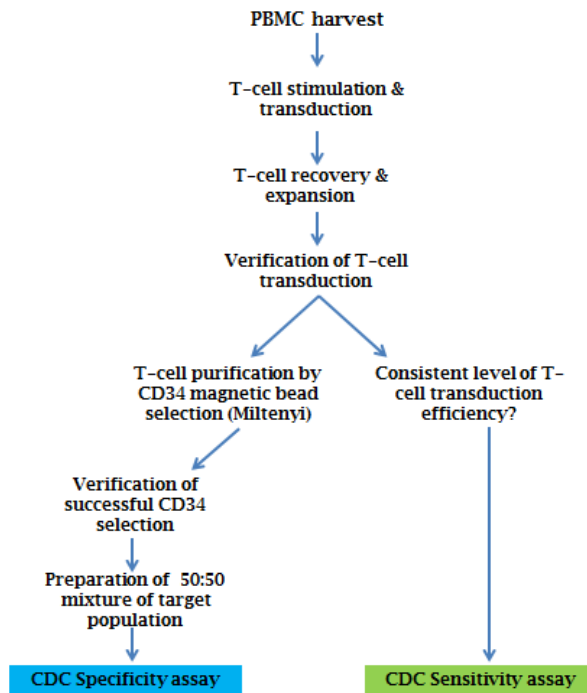 PBMC harvest
T-cell stimulation &
transduction
T-cell recovery &
expansion
Verification of T-cell
transduction
T-cell purification by
CD34 magnetic bead
selection (Miltenyi)
Consistent level of T-
cell transduction
efficiency?
Verification of
successful CD34
selection
Preparation of 50:50
mixture of target
population
CDC Specificity assay
CDC Sensitivity assay